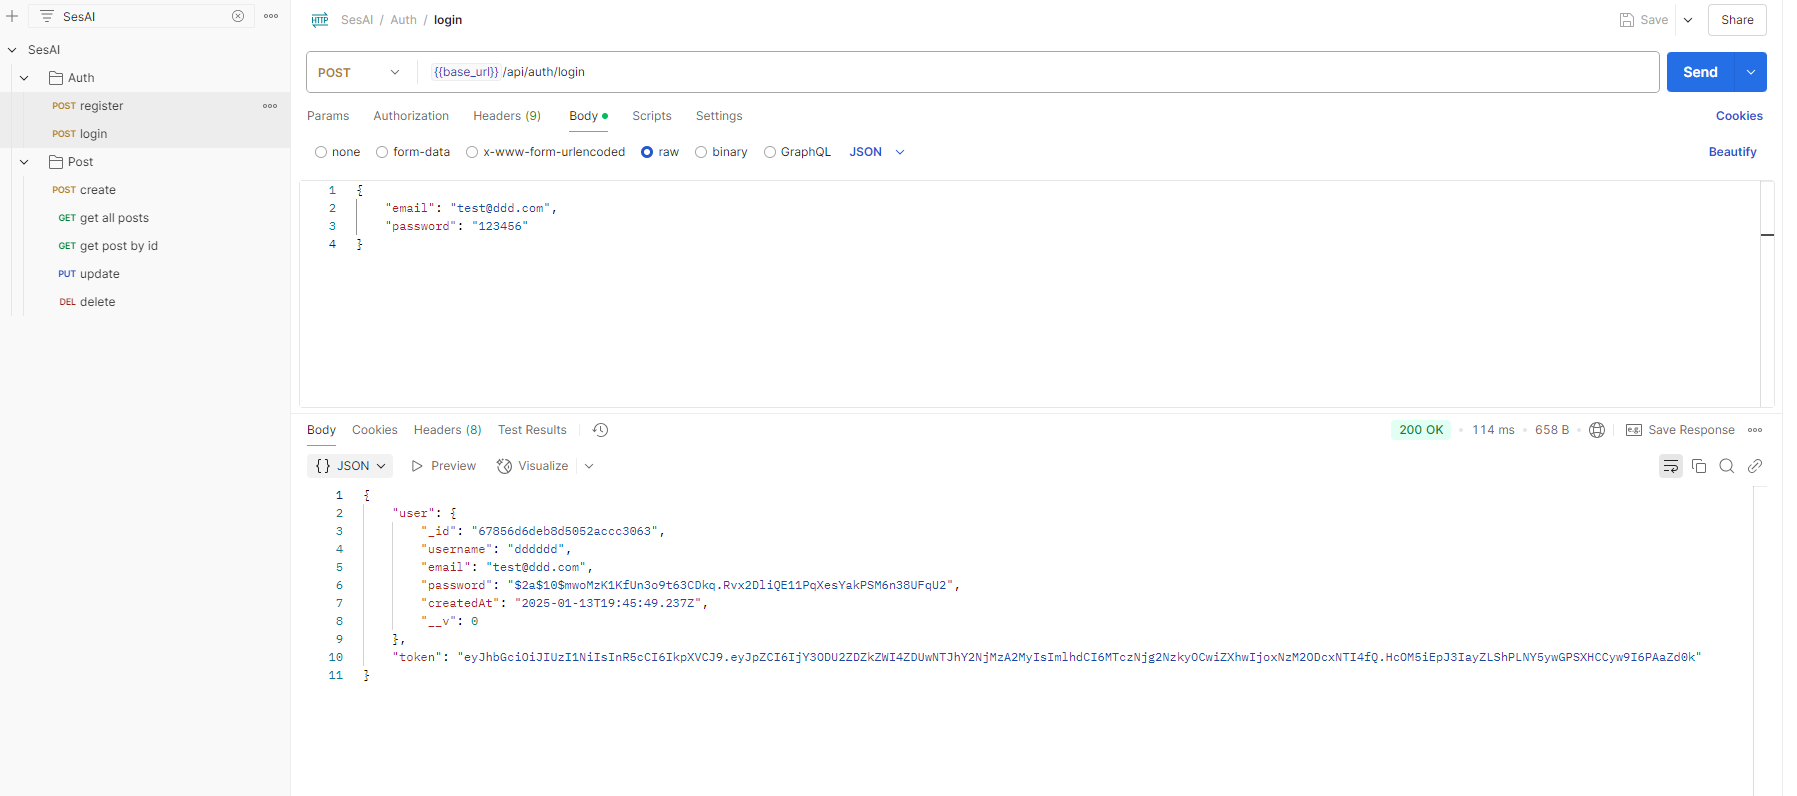 SesAI
SesAI / Auth / login
Save
Share
SesAI
Auth
POST register
POST login
Post
POST create
GET get all posts
GET get post by id
PUT update
DEL delete
POST
{{base_url}}/api/auth/login
Send
Params Authorization Headers (9) Body Scripts Settings
Cookies
none form-data x-www-form-urlencoded raw binary GraphQL JSON
Beautify
1 {
2 "email": "test@ddd.com",
3 "password": "123456"
4 }
Body Cookies Headers (8) Test Results
200 OK • 114 ms • 658 B
e.g. Save Response
{} JSON Preview Visualize
1 {
2 "user": {
3 "_id": "67856d6deb8d5052accc3063",
4 "username": "dddddd",
5 "email": "test@ddd.com",
6 "password": "$2a$10$mwoMzK1KfUn3o9t63CDkq.Rvx2DliQE11PqXesYakPSM6n38UFqU2",
7 "createdAt": "2025-01-13T19:45:49.237Z",
8 "__v": 0
9 },
10 "token": "eyJhbGciOiJIUzI1NiIsInR5cCI6IkpXVCJ9.eyJpZCI6IjY3ODU2ZDZkZWI4ZDUwNTJhY2NjMzA2MyIsImlhdCI6MTczNjg2NzkyOCwiZXhwIjoxNzM2ODcxNTI4fQ.HcOM5iEpJ3IayZLShPLNY5ywGPSXHCCyw9I6PAaZd0k"
11 }